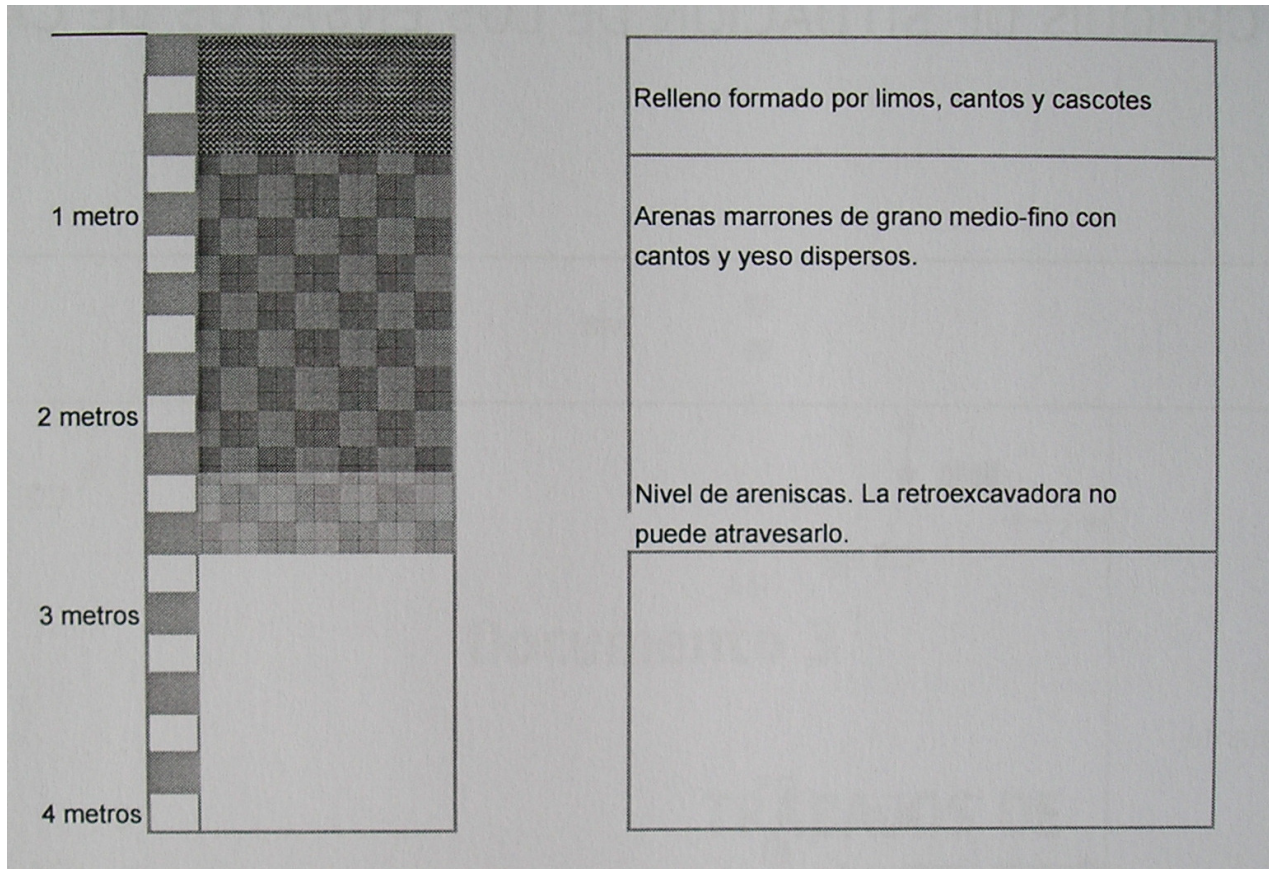 Relleno formado por limos, cantos y cascotes
1 metro
Arenas marrones de grano medio-fino con
cantos y yeso dispersos.
2 metros
Nivel de areniscas. La retroexcavadora no
puede atravesarlo.
3 metros
4 metros